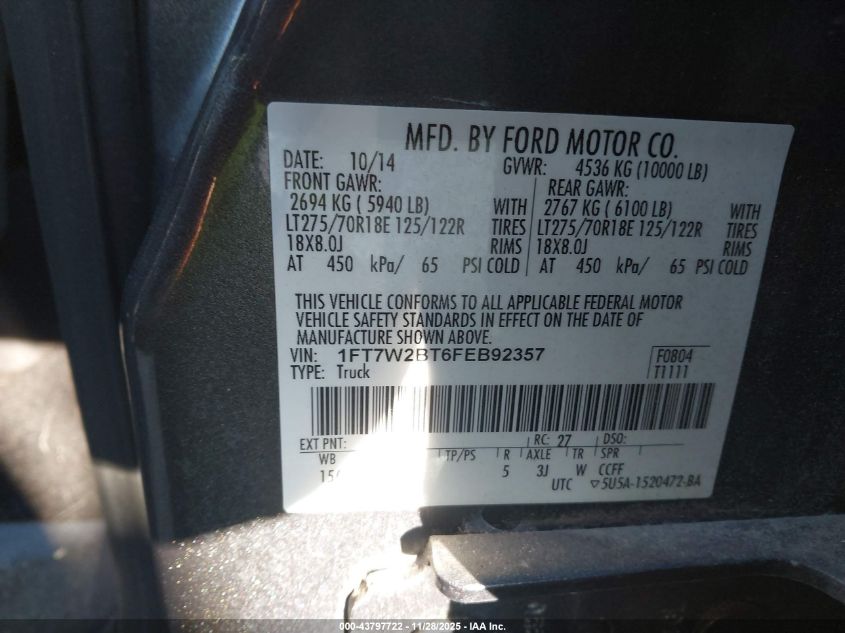 MFD. BY FORD MOTOR CO.
DATE: 10/14 GVWR: 4536 KG (10000 LB)
FRONT GAWR: REAR GAWR:
2694 KG ( 5940 LB) WITH 2767 KG ( 6100 LB) WITH
LT275/70R18E 125/122R TIRES LT275/70R18E 125/122R TIRES
18X8.0J RIMS 18X8.0J RIMS
AT 450 kPa/ 65 PSI COLD AT 450 kPa/ 65 PSI COLD
THIS VEHICLE CONFORMS TO ALL APPLICABLE FEDERAL MOTOR
VEHICLE SAFETY STANDARDS IN EFFECT ON THE DATE OF
MANUFACTURE SHOWN ABOVE.
VIN: 1FT7W2BT6FEB92357 F0804
TYPE: Truck T1111
EXT PNT: RC: 27 DSO:
WB TP/PS R AXLE TR SPR
5 3J W CCFF
UTC ▽5U5A-1520472-BA
000-43797722 - 11/28/2025 - IAA Inc.